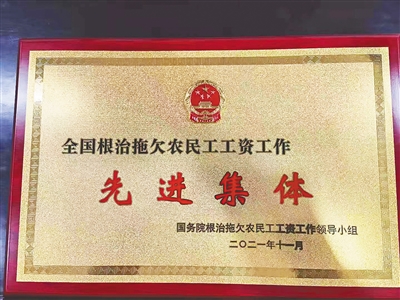 全国根治拖欠农民工工资工作
先进集体
国务院根治拖欠农民工工资工作领导小组
二〇二一年十一月